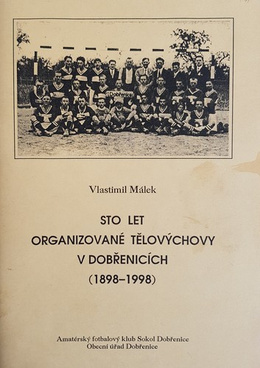 Vlastimil Málek
STO LET
ORGANIZOVANÉ TĚLOVÝCHOVY
V DOBŘENICÍCH
(1898–1998)
Amatérský fotbalový klub Sokol Dobřenice
Obecní úřad Dobřenice